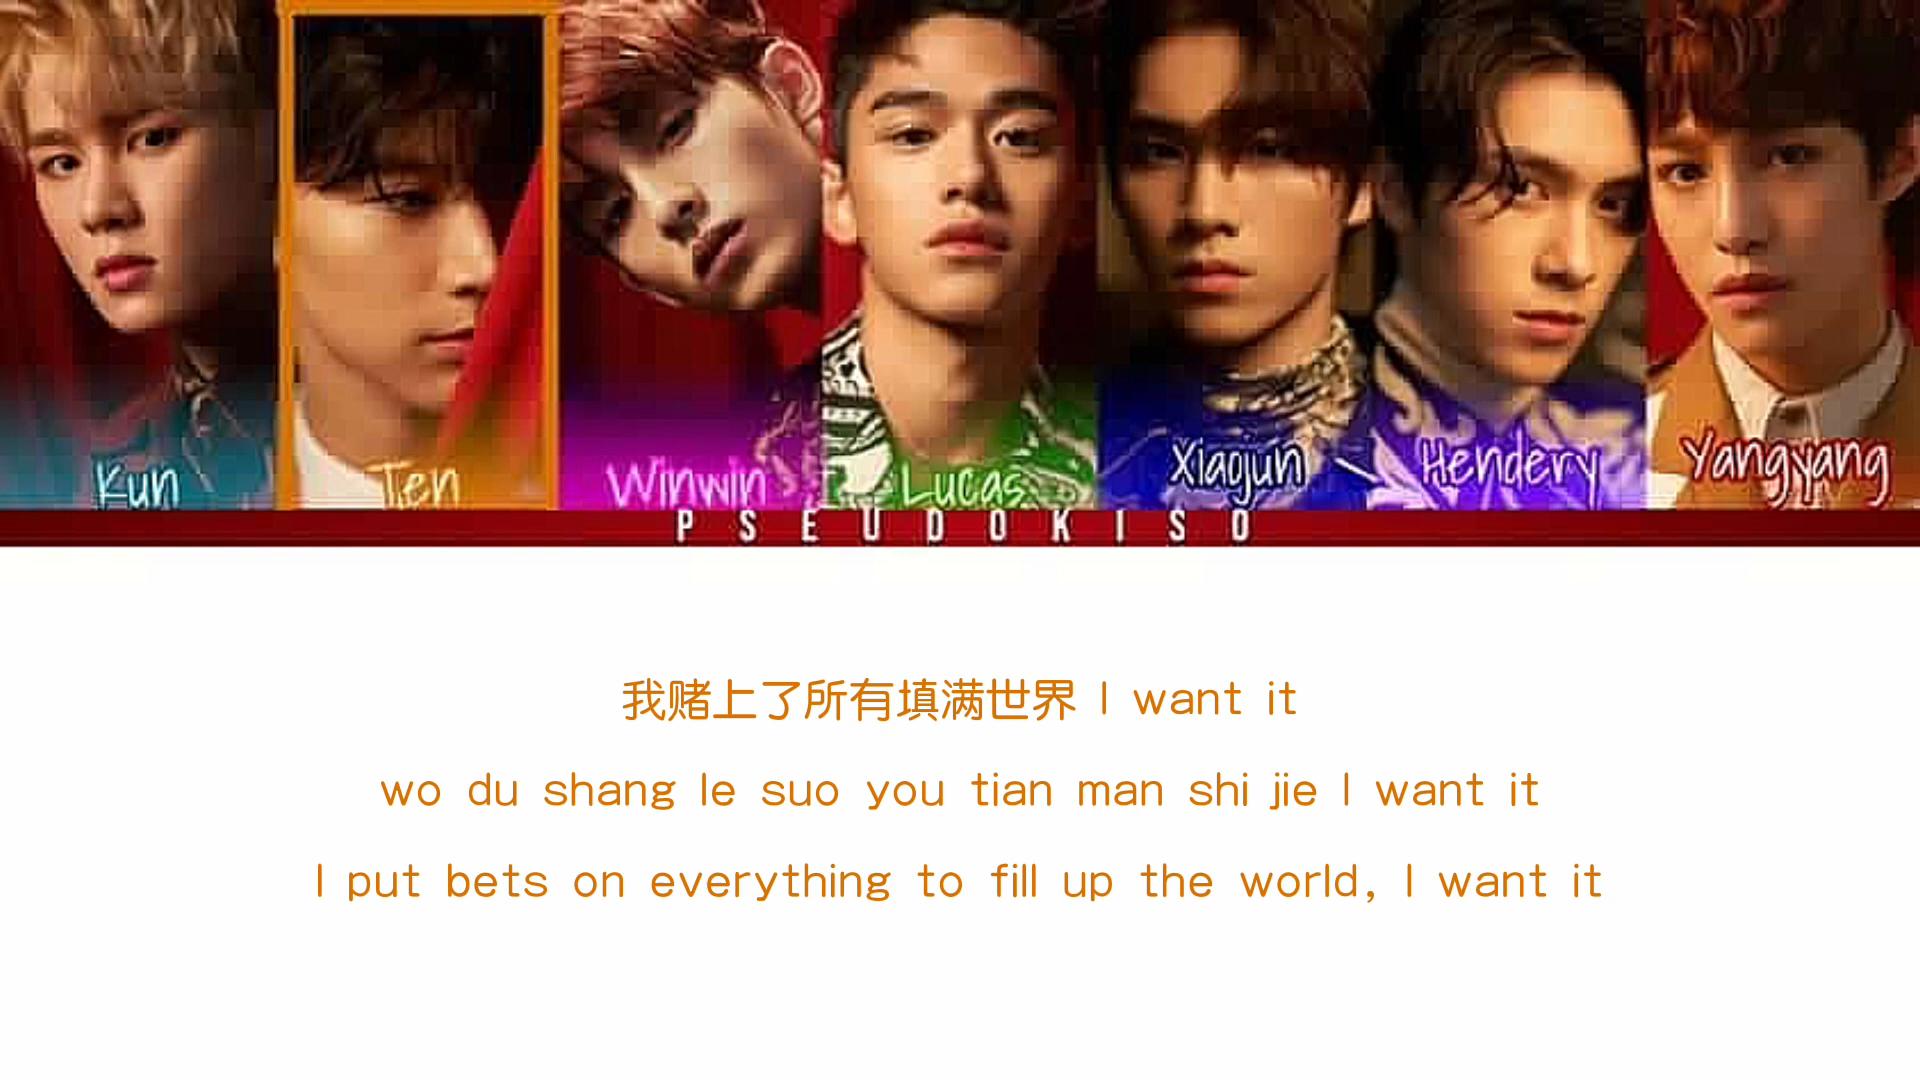 Kun Ten Winwin Lucas Xiaojun Hendery Yangyang
PSEUDOKISO
我赌上了所有填满世界 I want it
wo du shang le suo you tian man shi jie I want it
I put bets on everything to fill up the world, I want it